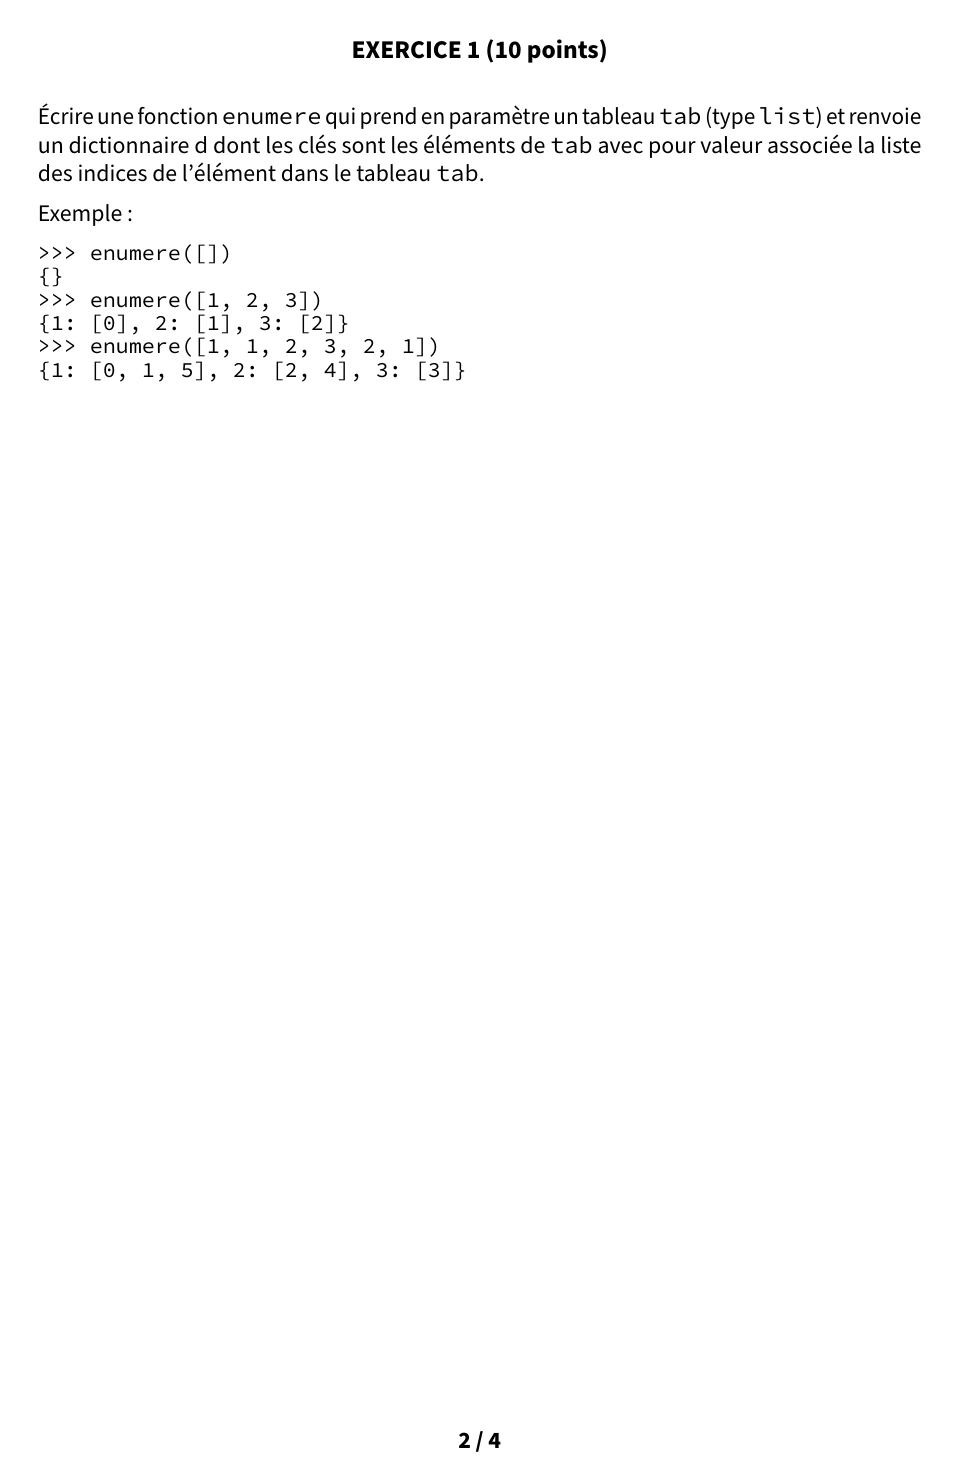 EXERCICE 1 (10 points)
Écrire une fonction enumere qui prend en paramètre un tableau tab (type list) et renvoie
un dictionnaire d dont les clés sont les éléments de tab avec pour valeur associée la liste
des indices de l’élément dans le tableau tab.
Exemple :
>>> enumere([])
{}
>>> enumere([1, 2, 3])
{1: [0], 2: [1], 3: [2]}
>>> enumere([1, 1, 2, 3, 2, 1])
{1: [0, 1, 5], 2: [2, 4], 3: [3]}
2 / 4